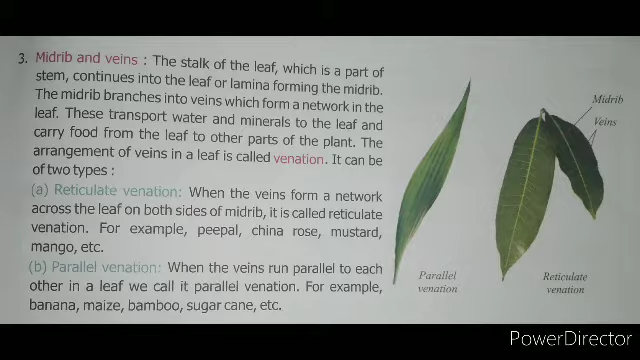 3. Midrib and veins : The stalk of the leaf, which is a part of
stem, continues into the leaf or lamina forming the midrib.
The midrib branches into veins which form a network in the
leaf. These transport water and minerals to the leaf and
carry food from the leaf to other parts of the plant. The
arrangement of veins in a leaf is called venation. It can be
of two types :
(a) Reticulate venation: When the veins form a network
across the leaf on both sides of midrib, it is called reticulate
venation. For example, peepal, china rose, mustard,
mango, etc.
(b) Parallel venation: When the veins run parallel to each
other in a leaf we call it parallel venation. For example,
banana, maize, bamboo, sugar cane, etc.
Midrib
Veins
Parallel
venation
Reticulate
venation
PowerDirector